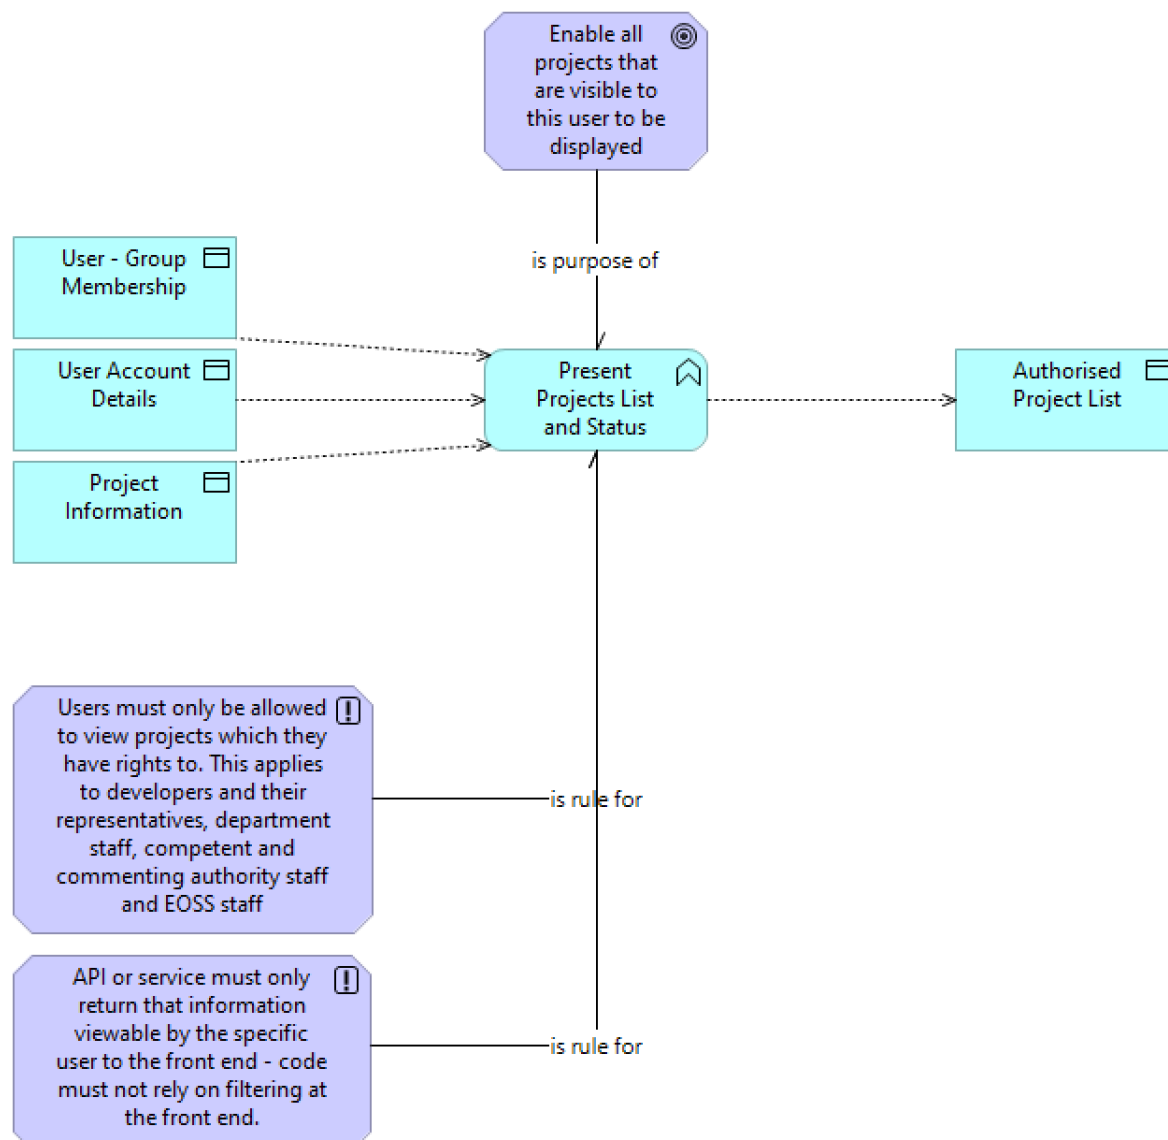 Enable all
projects that
are visible to
this user to be
displayed
is purpose of
User - Group
Membership
User Account
Details
Project
Information
Present
Projects List
and Status
Authorised
Project List
Users must only be allowed
to view projects which they
have rights to. This applies
to developers and their
representatives, department
staff, competent and
commenting authority staff
and EOSS staff
is rule for
API or service must only
return that information
viewable by the specific
user to the front end - code
must not rely on filtering at
the front end.
is rule for